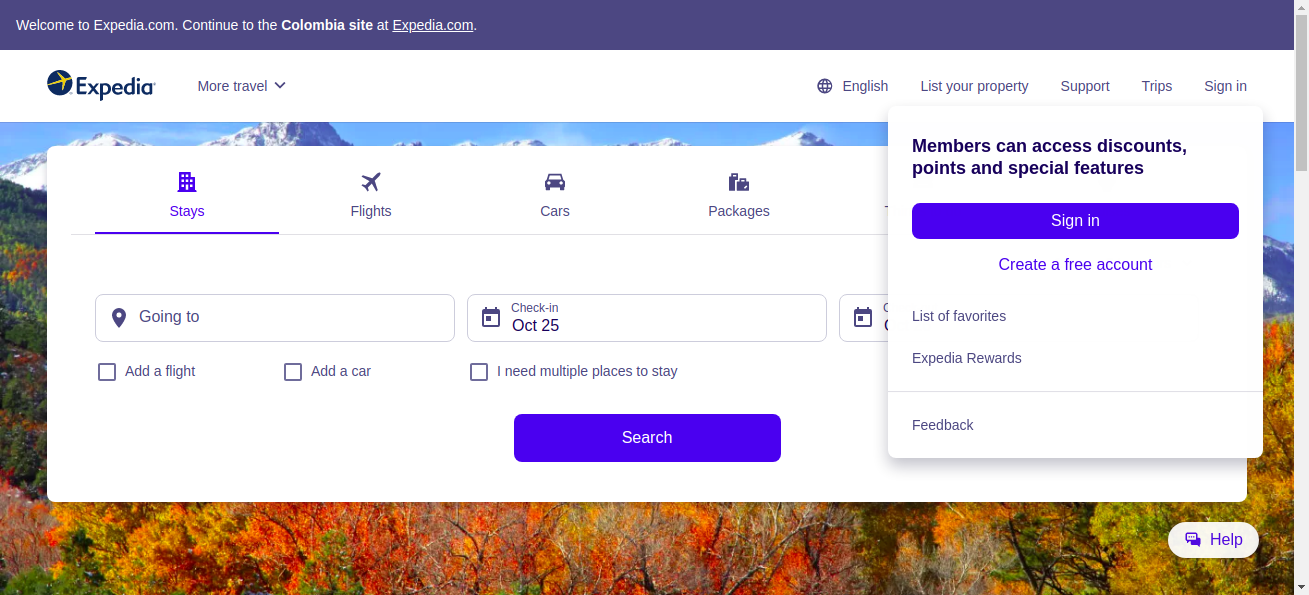 Welcome to Expedia.com. Continue to the Colombia site at Expedia.com.
Expedia
More travel
English
List your property
Support
Trips
Sign in
Members can access discounts,
points and special features
Sign in
Create a free account
List of favorites
Expedia Rewards
Feedback
Stays
Flights
Cars
Packages
Going to
Check-in
Oct 25
Add a flight
Add a car
I need multiple places to stay
Search
Help